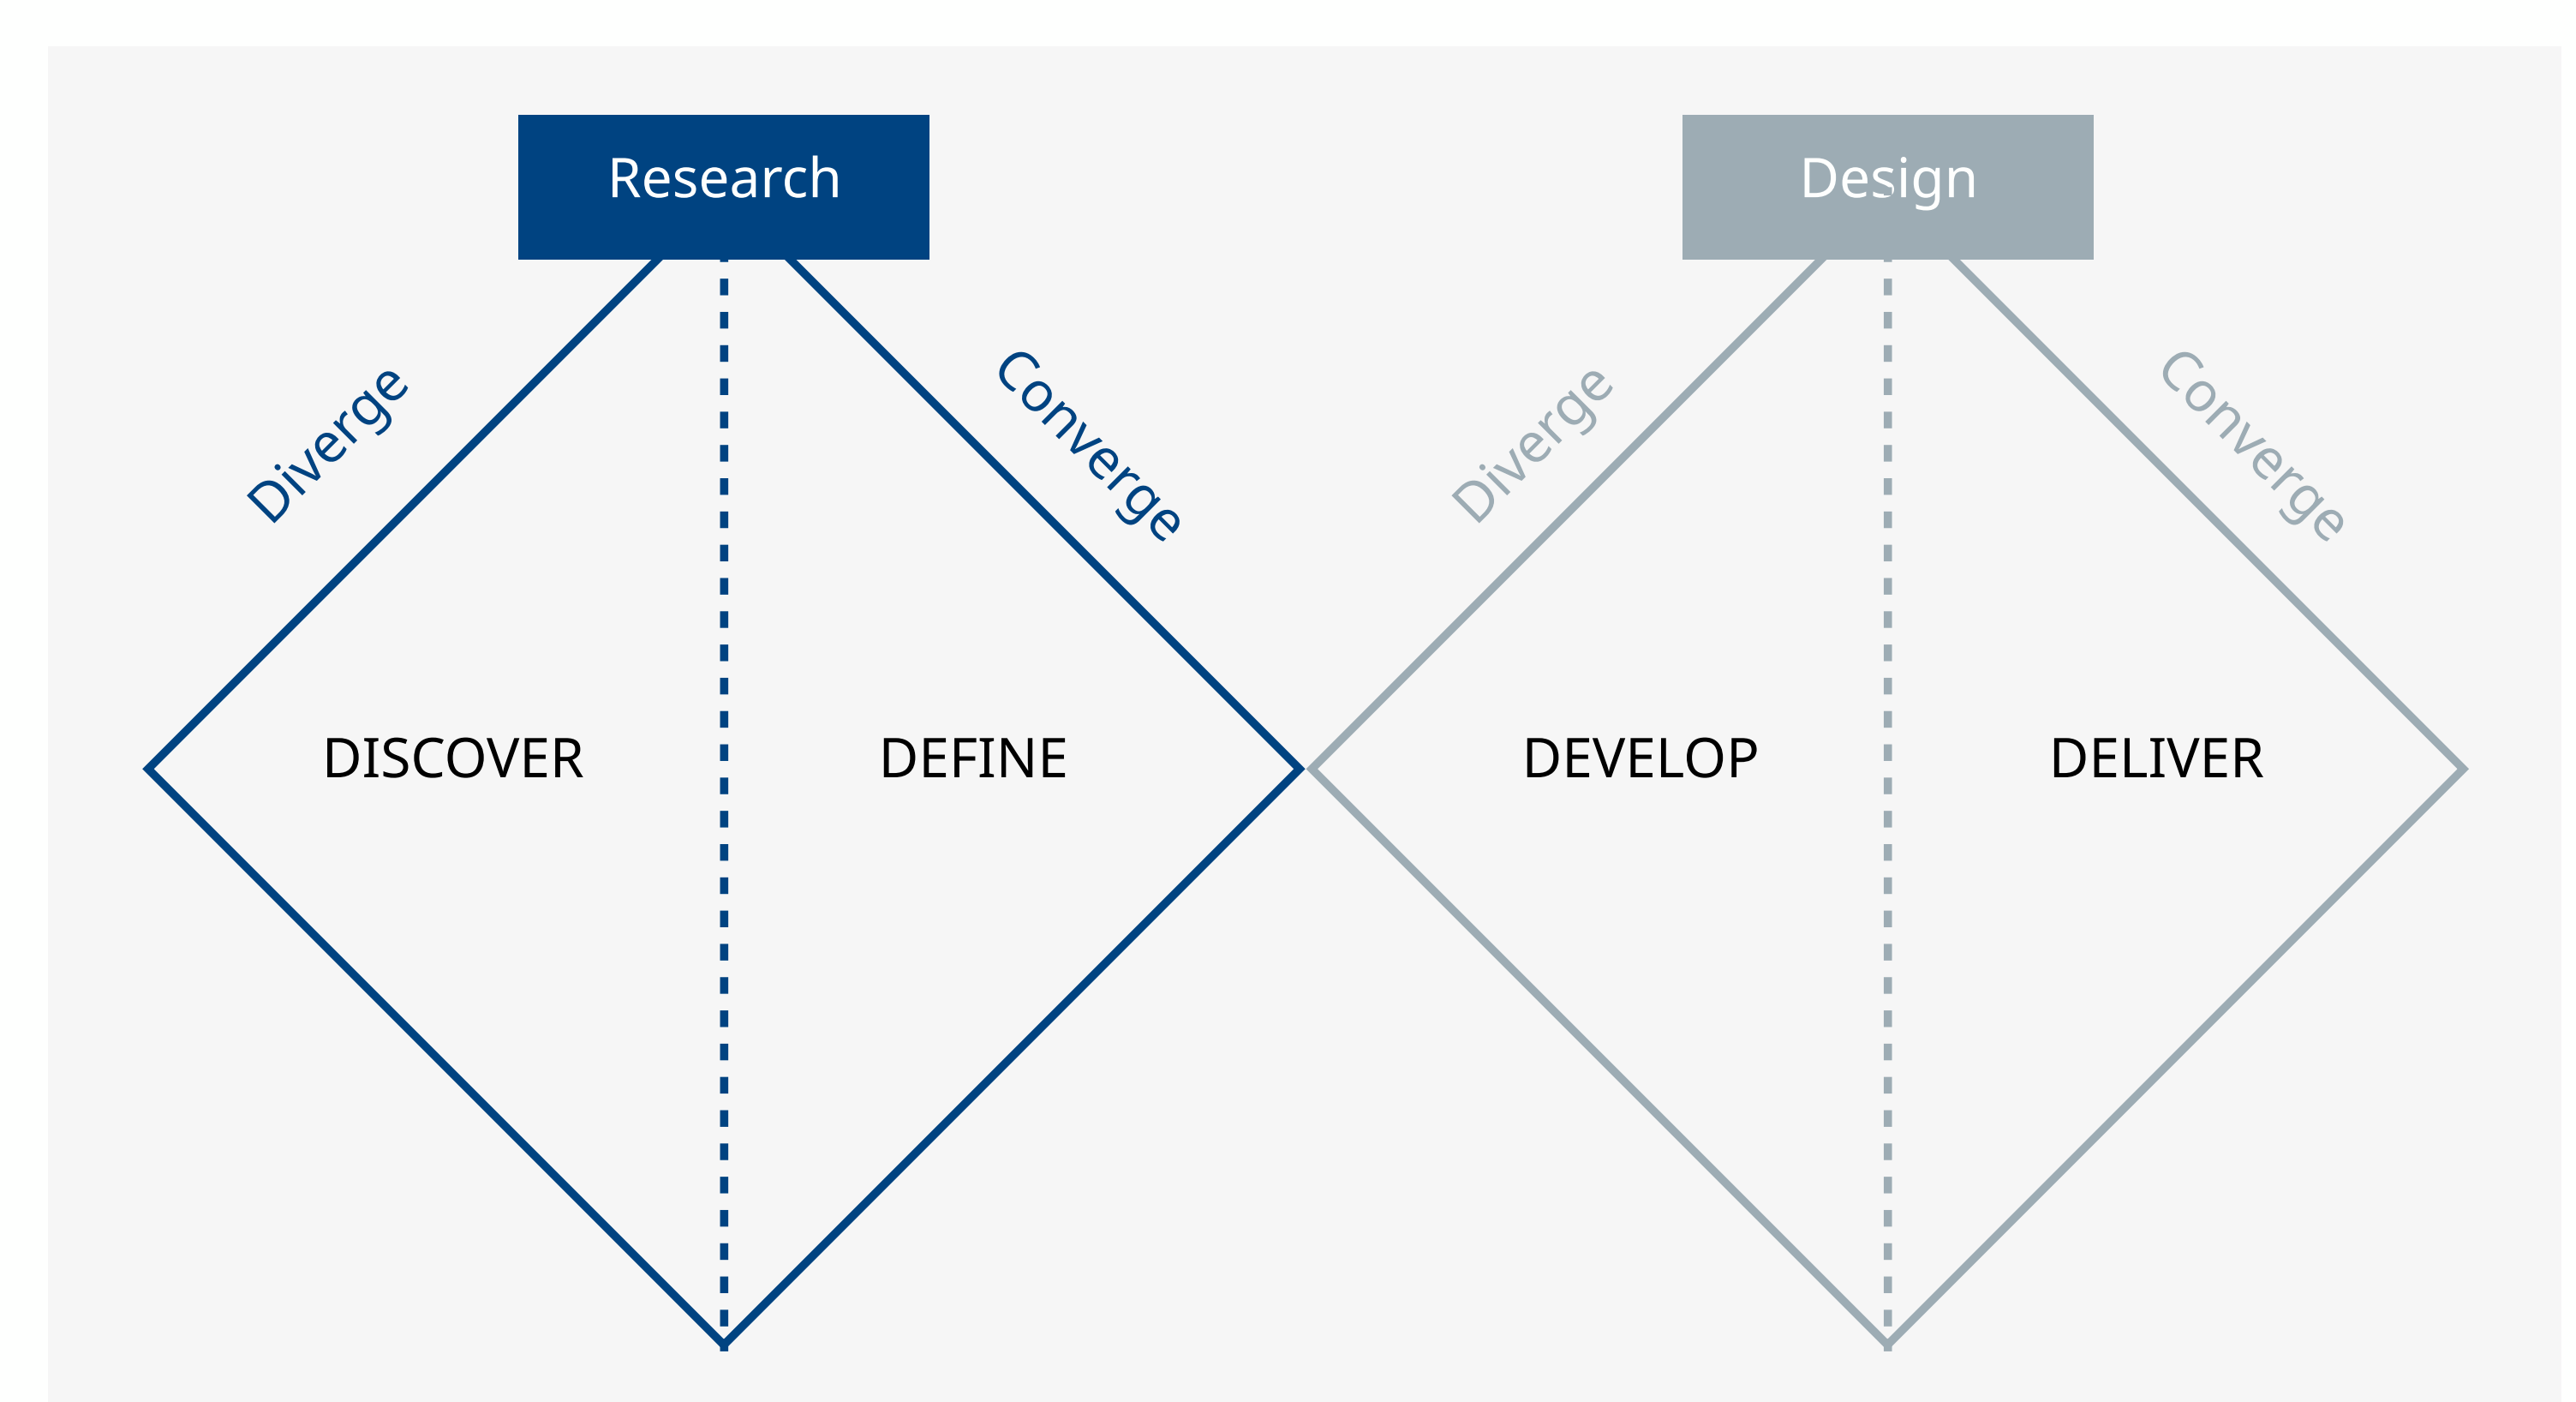 Research
Design
Diverge
Converge
Diverge
Converge
DISCOVER
DEFINE
DEVELOP
DELIVER